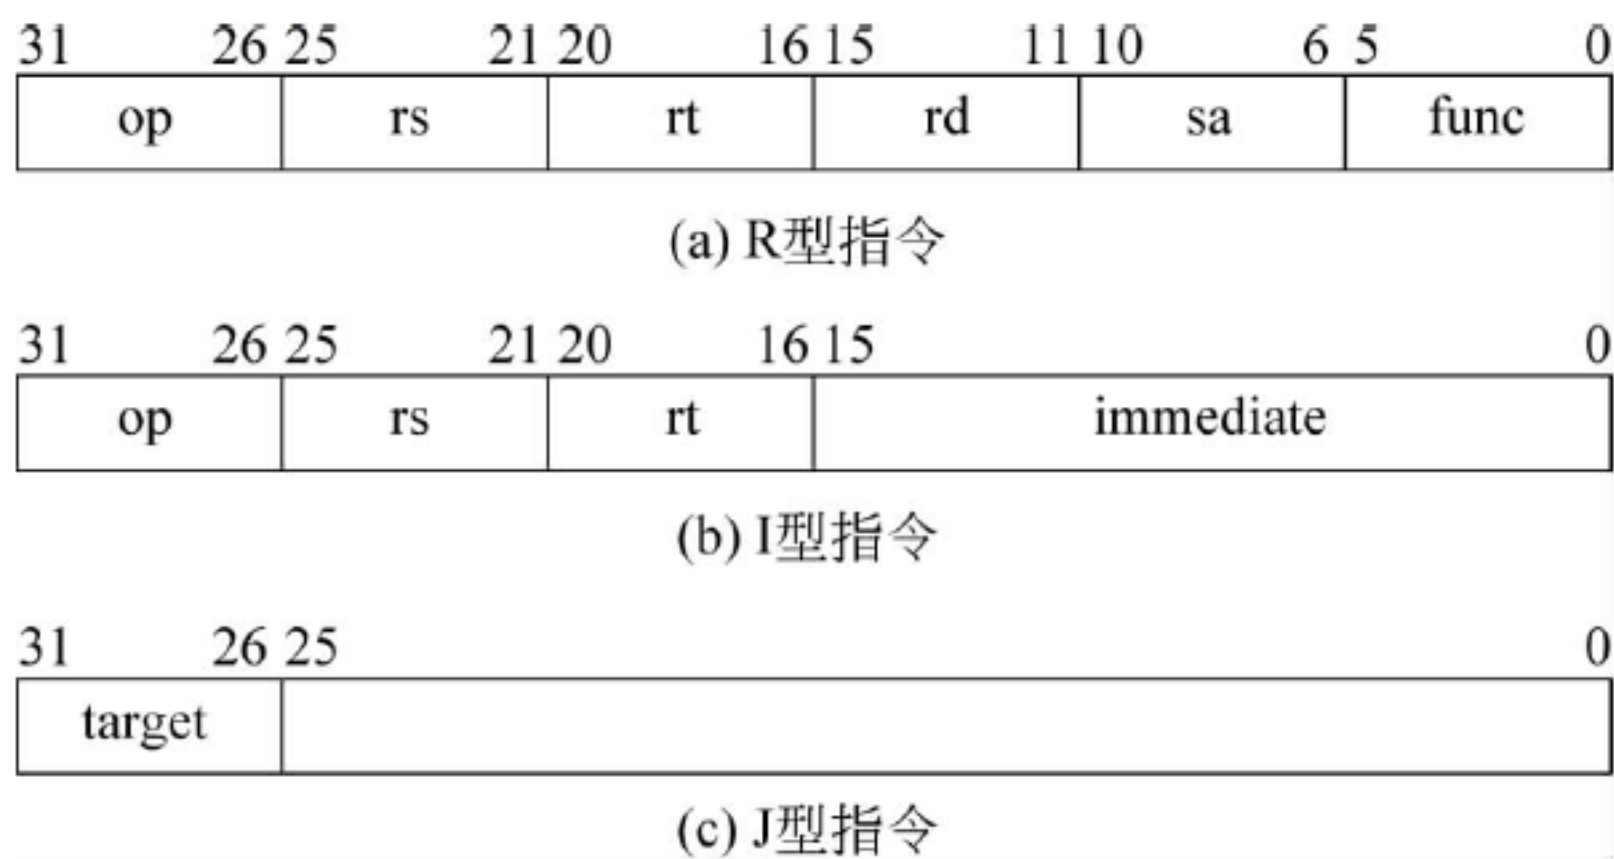 31 26 25 21 20 16 15 11 10 6 5 0
op rs rt rd sa func
(a) R型指令
31 26 25 21 20 16 15 0
op rs rt immediate
(b) I型指令
31 26 25 0
target
(c) J型指令